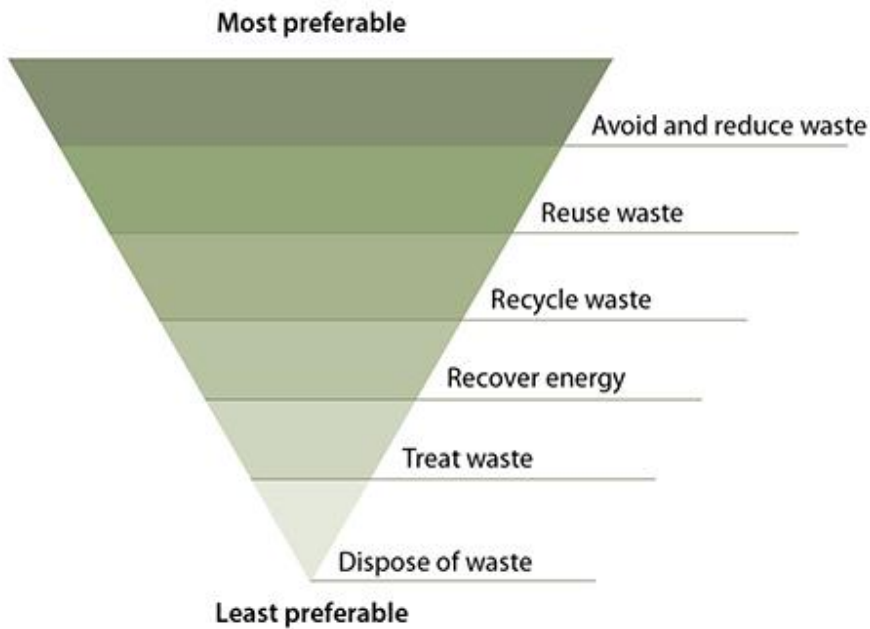 Most preferable
Avoid and reduce waste
Reuse waste
Recycle waste
Recover energy
Treat waste
Dispose of waste
Least preferable